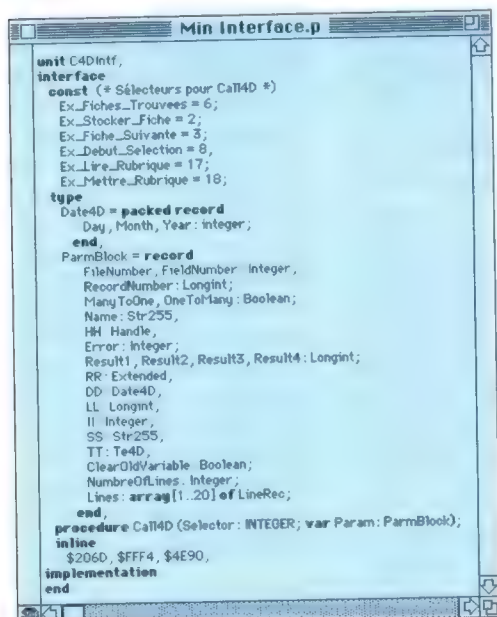 Min Interface.p
unit C4DIntf,
interface
const (* Sélecteurs pour Call4D *)
Ex_Fiches_Trouvees = 6;
Ex_Stocker_Fiche = 2;
Ex_Fiche_Suivante = 3;
Ex_Debut_Selection = 8,
Ex_Lire_Rubrique = 17;
Ex_Mettre_Rubrique = 18;
type
Date4D = packed record
Day, Month, Year : integer;
end,
ParmBlock = record
FileNumber, FieldNumber Integer,
RecordNumber : Longint;
ManyToOne, OneToMany : Boolean;
Name : Str255,
HH Handle,
Error : Integer;
Result1, Result2, Result3, Result4 : Longint;
RR · Extended,
DD Date4D,
LL Longint,
II Integer,
SS Str255,
TT : Te4D,
ClearOldVariable Boolean;
NumbreOfLines . Integer;
Lines : array[1..20] of LineRec;
end,
procedure Call4D (Selector : INTEGER; var Param : ParmBlock);
inline
$206D, $FFF4, $4E90,
implementation
end